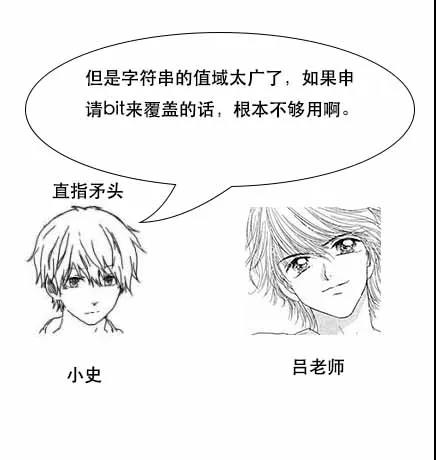 但是字符串的值域太广了，如果申
请bit来覆盖的话，根本不够用啊。
直指矛头
小史
吕老师